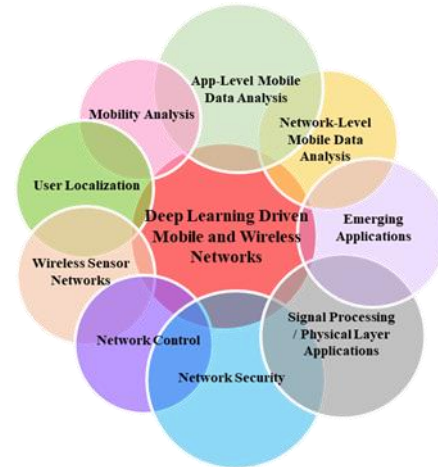 App-Level Mobile
Data Analysis
Mobility Analysis
Network-Level
Mobile Data
Analysis
User Localization
Deep Learning Driven
Mobile and Wireless
Networks
Emerging
Applications
Wireless Sensor
Networks
Signal Processing
/ Physical Layer
Applications
Network Control
Network Security